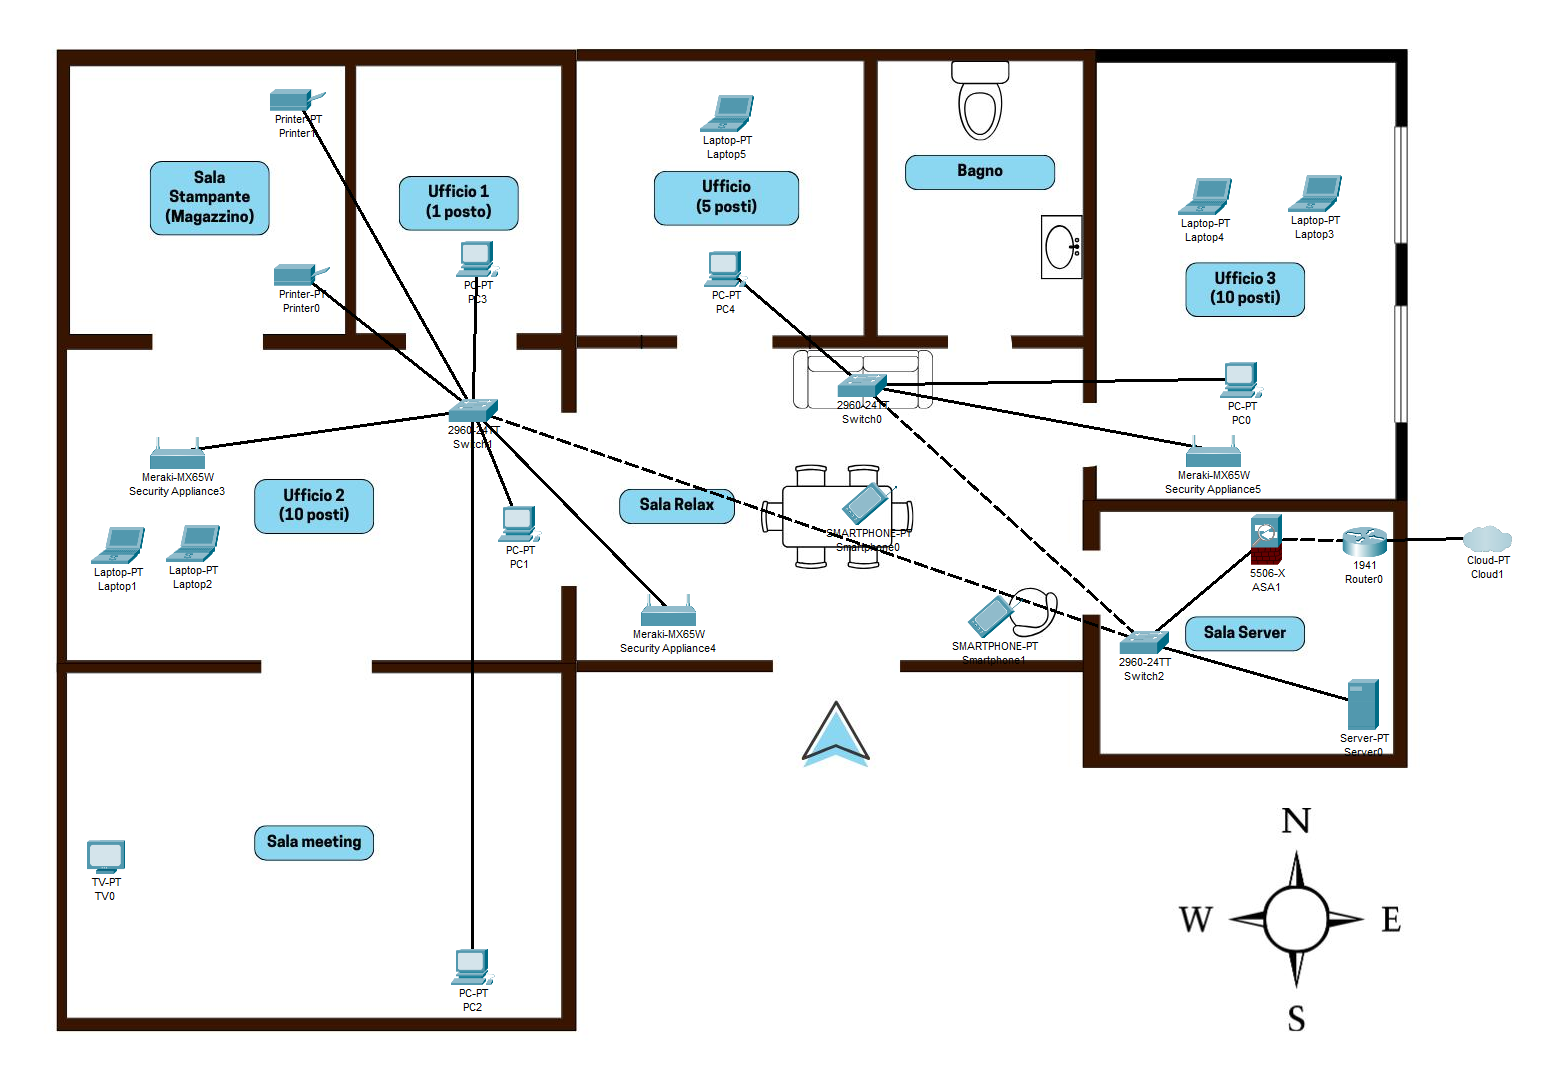 Printer-PT
Printer1
Sala
Stampante
(Magazzino)
Printer-PT
Printer0
Ufficio 1
(1 posto)
PC-PT
PC3
Laptop-PT
Laptop5
Ufficio
(5 posti)
PC-PT
PC4
Bagno
Laptop-PT
Laptop4
Laptop-PT
Laptop3
Ufficio 3
(10 posti)
PC-PT
PC0
Meraki-MX65W
Security Appliance5
2960-24TT
Switch1
2960-24TT
Switch0
Meraki-MX65W
Security Appliance3
Ufficio 2
(10 posti)
Laptop-PT
Laptop1
Laptop-PT
Laptop2
PC-PT
PC1
Sala Relax
SMARTPHONE-PT
Smartphone0
Meraki-MX65W
Security Appliance4
SMARTPHONE-PT
Smartphone1
5506-X
ASA1
1941
Router0
Cloud-PT
Cloud1
Sala Server
2960-24TT
Switch2
Server-PT
Server0
Sala meeting
TV-PT
TV0
PC-PT
PC2
N
W
E
S